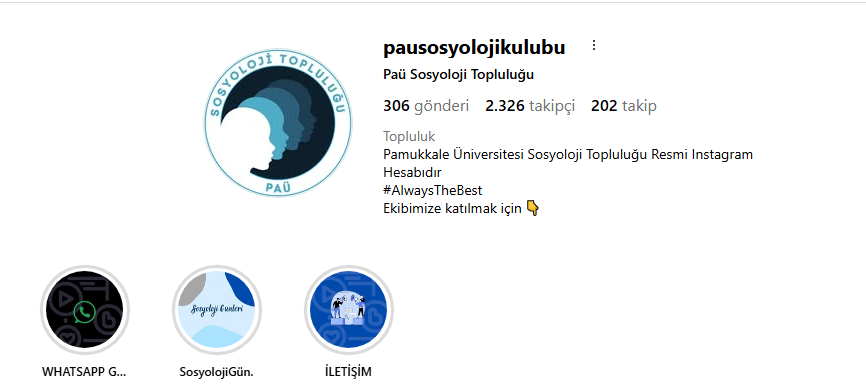 SOSYOLOJİ TOPLULUĞU
PAÜ
pausosyolojikulubu
Paü Sosyoloji Topluluğu
306 gönderi 2.326 takipçi 202 takip
Topluluk
Pamukkale Üniversitesi Sosyoloji Topluluğu Resmi Instagram
Hesabıdır
#AlwaysTheBest
Ekibimize katılmak için 👇
Sosyoloji Günleri
WHATSAPP G...
SosyolojiGün.
İLETİŞİM